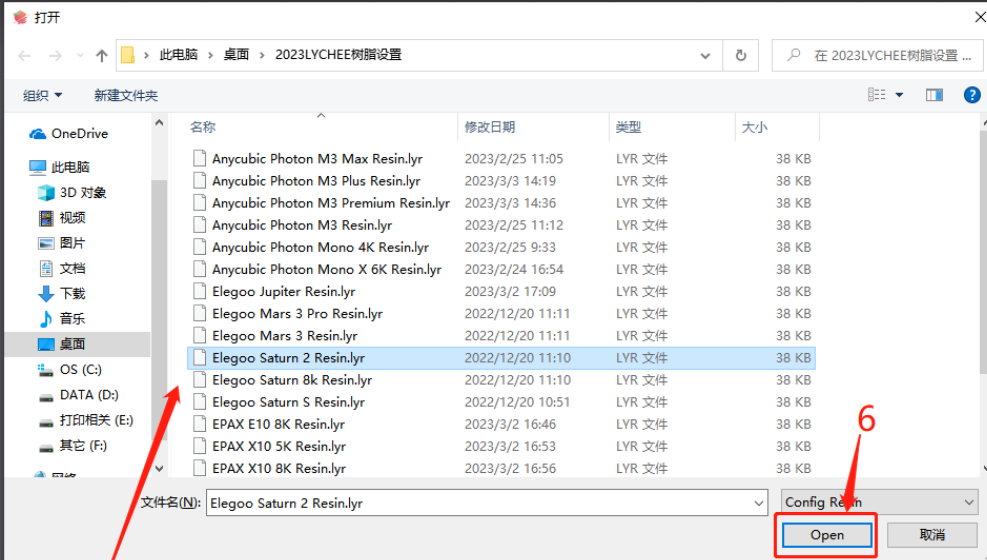 打开
此电脑 › 桌面 › 2023LYCHEE树脂设置
在 2023LYCHEE树脂设置 ...
组织 新建文件夹
名称 修改日期 类型 大小
OneDrive
此电脑
3D 对象
视频
图片
文档
下载
音乐
桌面
OS (C:)
DATA (D:)
打印相关 (E:)
其它 (F:)
网络
Anycubic Photon M3 Max Resin.lyr 2023/2/25 11:05 LYR 文件 38 KB
Anycubic Photon M3 Plus Resin.lyr 2023/3/3 14:19 LYR 文件 38 KB
Anycubic Photon M3 Premium Resin.lyr 2023/3/3 14:36 LYR 文件 38 KB
Anycubic Photon M3 Resin.lyr 2023/2/25 11:12 LYR 文件 38 KB
Anycubic Photon Mono 4K Resin.lyr 2023/2/25 9:33 LYR 文件 38 KB
Anycubic Photon Mono X 6K Resin.lyr 2023/2/24 16:54 LYR 文件 38 KB
Elegoo Jupiter Resin.lyr 2023/3/2 17:09 LYR 文件 38 KB
Elegoo Mars 3 Pro Resin.lyr 2022/12/20 11:11 LYR 文件 38 KB
Elegoo Mars 3 Resin.lyr 2022/12/20 11:11 LYR 文件 38 KB
Elegoo Saturn 2 Resin.lyr 2022/12/20 11:10 LYR 文件 38 KB
Elegoo Saturn 8k Resin.lyr 2022/12/20 11:10 LYR 文件 38 KB
Elegoo Saturn S Resin.lyr 2022/12/20 10:51 LYR 文件 38 KB
EPAX E10 8K Resin.lyr 2023/3/2 16:46 LYR 文件 38 KB
EPAX X10 5K Resin.lyr 2023/3/2 16:53 LYR 文件 38 KB
EPAX X10 8K Resin.lyr 2023/3/2 16:56 LYR 文件 38 KB
6
文件名(N): Elegoo Saturn 2 Resin.lyr Config Resin
Open 取消